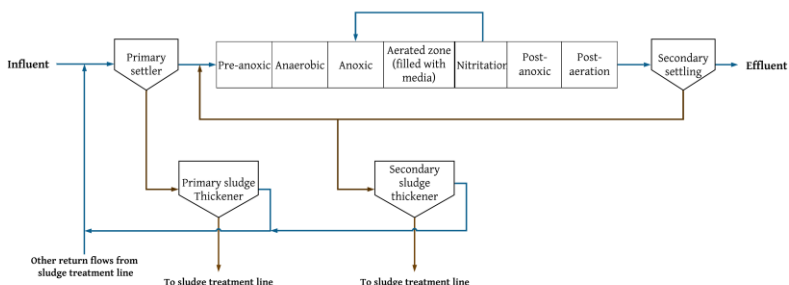 Influent
Primary
settler
Pre-anoxic
Anaerobic
Anoxic
Aerated zone
(filled with
media)
Nitritation
Post-
anoxic
Post-
aeration
Secondary
settling
Effluent
Primary sludge
Thickener
Secondary
sludge
thickener
Other return flows from
sludge treatment line
To sludge treatment line
To sludge treatment line